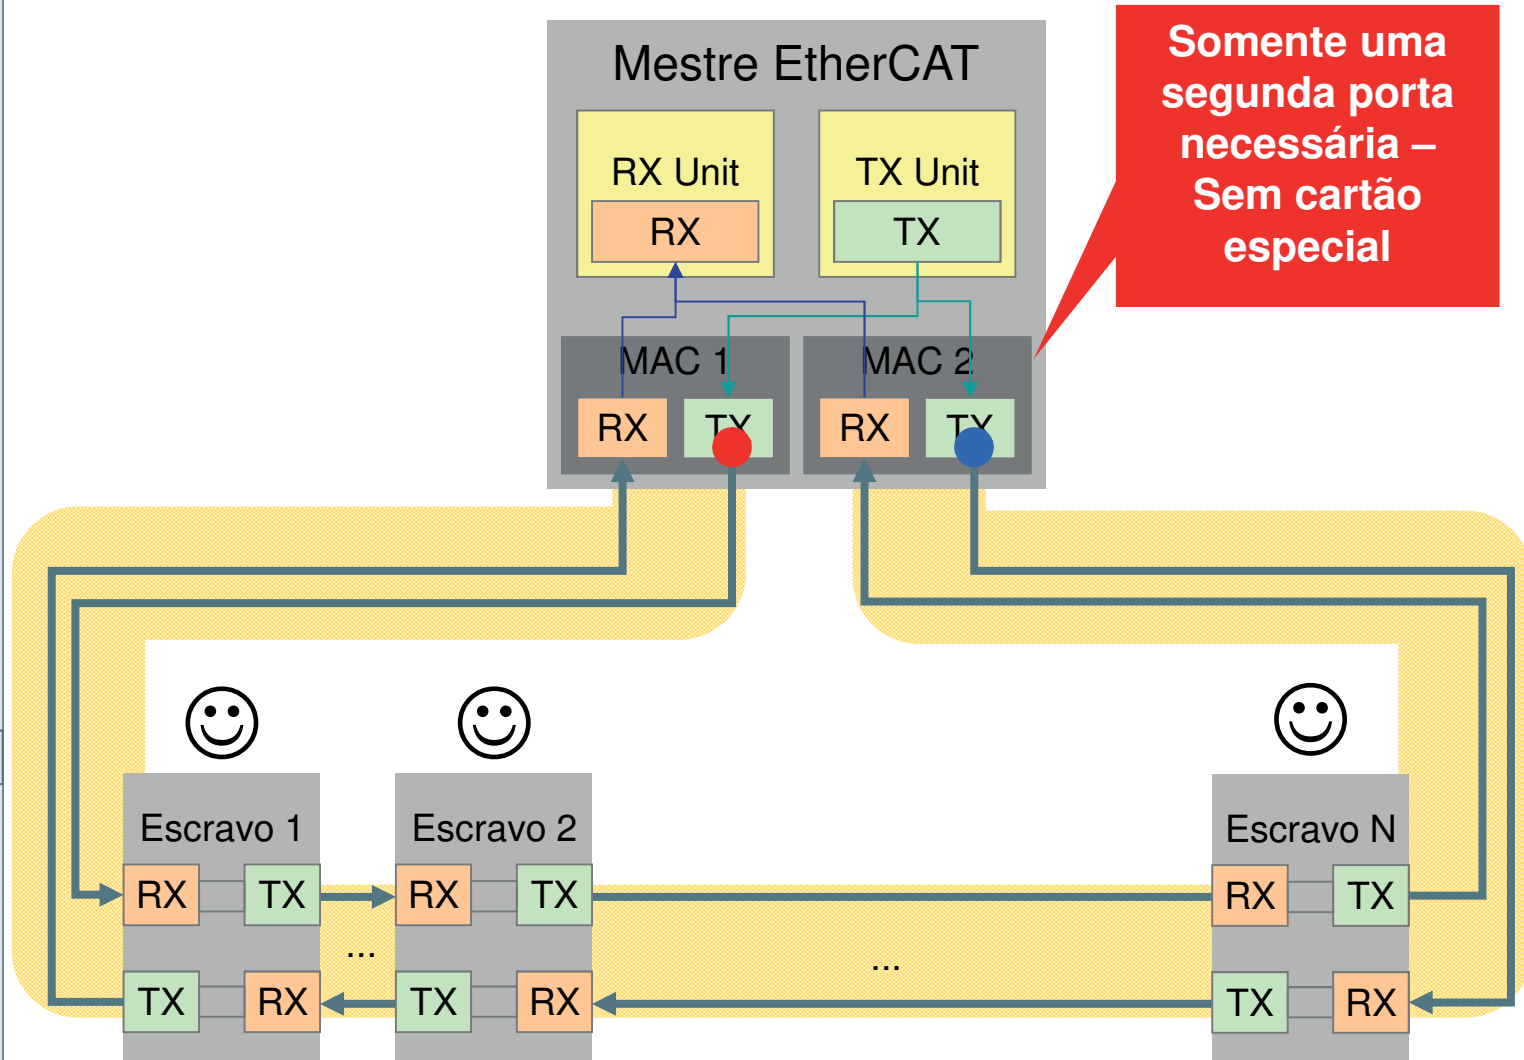 Mestre EtherCAT
Somente uma
segunda porta
necessária –
Sem cartão
especial
RX Unit
TX Unit
RX
TX
MAC 1
MAC 2
RX
TX
RX
TX
Escravo 1
Escravo 2
Escravo N
RX
TX
RX
TX
RX
TX
...
...
TX
RX
TX
RX
TX
RX